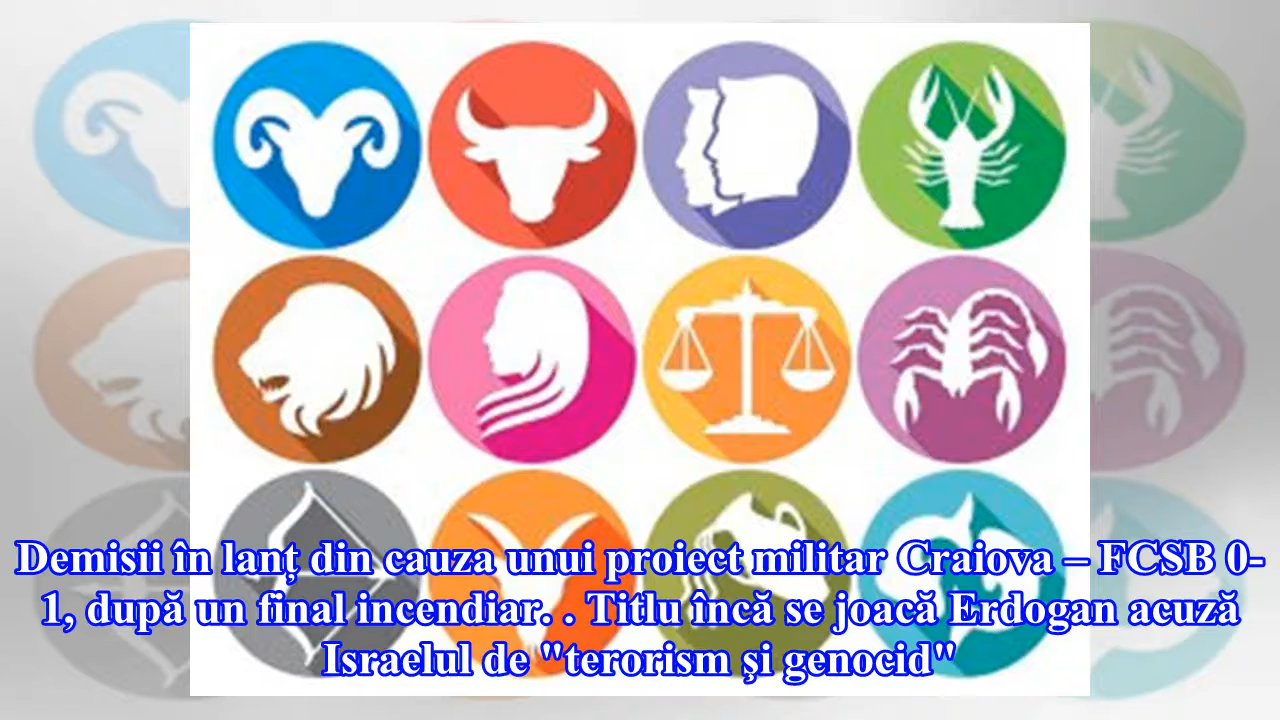 Demisii în lanț din cauza unui proiect militar Craiova – FCSB 0-
1, după un final incendiar. . Titlu încă se joacă Erdogan acuză
Israelul de "terorism şi genocid"